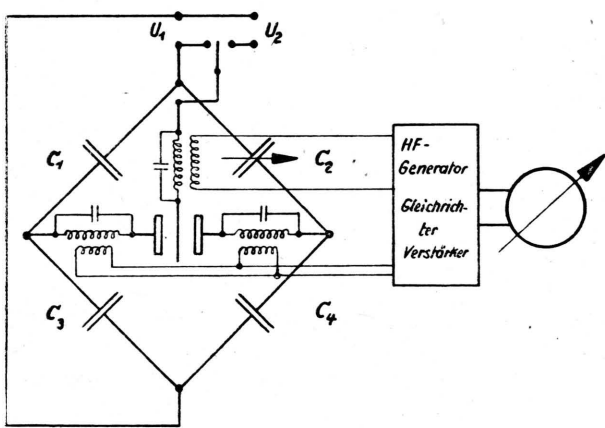 U₁ U₂
C₁
C₂
HF-
Generator
Gleichrich-
ter
Verstärker
C₃
C₄